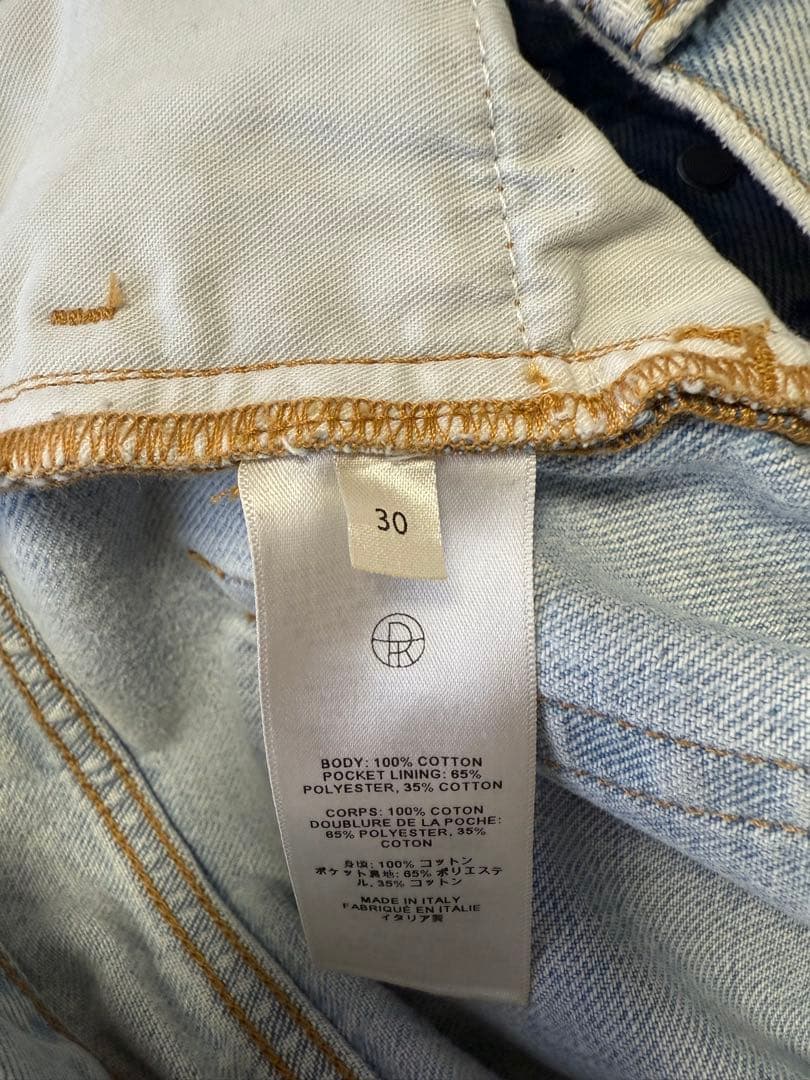 30
PR
BODY: 100% COTTON
POCKET LINING: 65%
POLYESTER, 35% COTTON
CORPS: 100% COTON
DOUBLURE DE LA POCHE:
65% POLYESTER, 35%
COTON
身頃: 100% コットン
ポケット裏地: 65% ポリエステ
ル, 35% コットン
MADE IN ITALY
FABRIQUÉ EN ITALIE
イタリア製